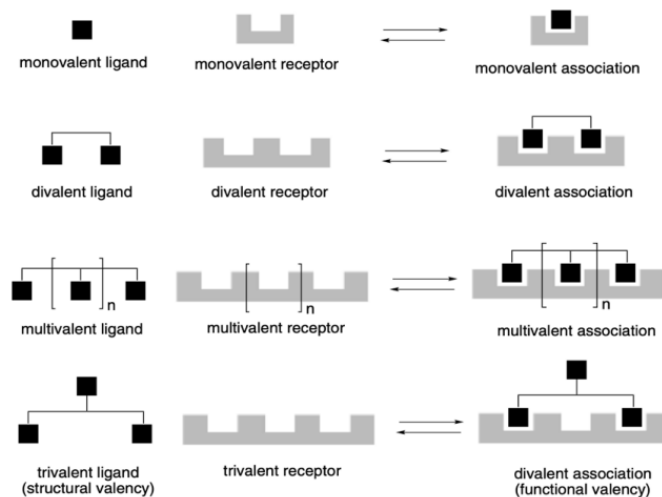 monovalent ligand
monovalent receptor
monovalent association
divalent ligand
divalent receptor
divalent association
n
n
n
multivalent ligand
multivalent receptor
multivalent association
trivalent ligand
(structural valency)
trivalent receptor
divalent association
(functional valency)